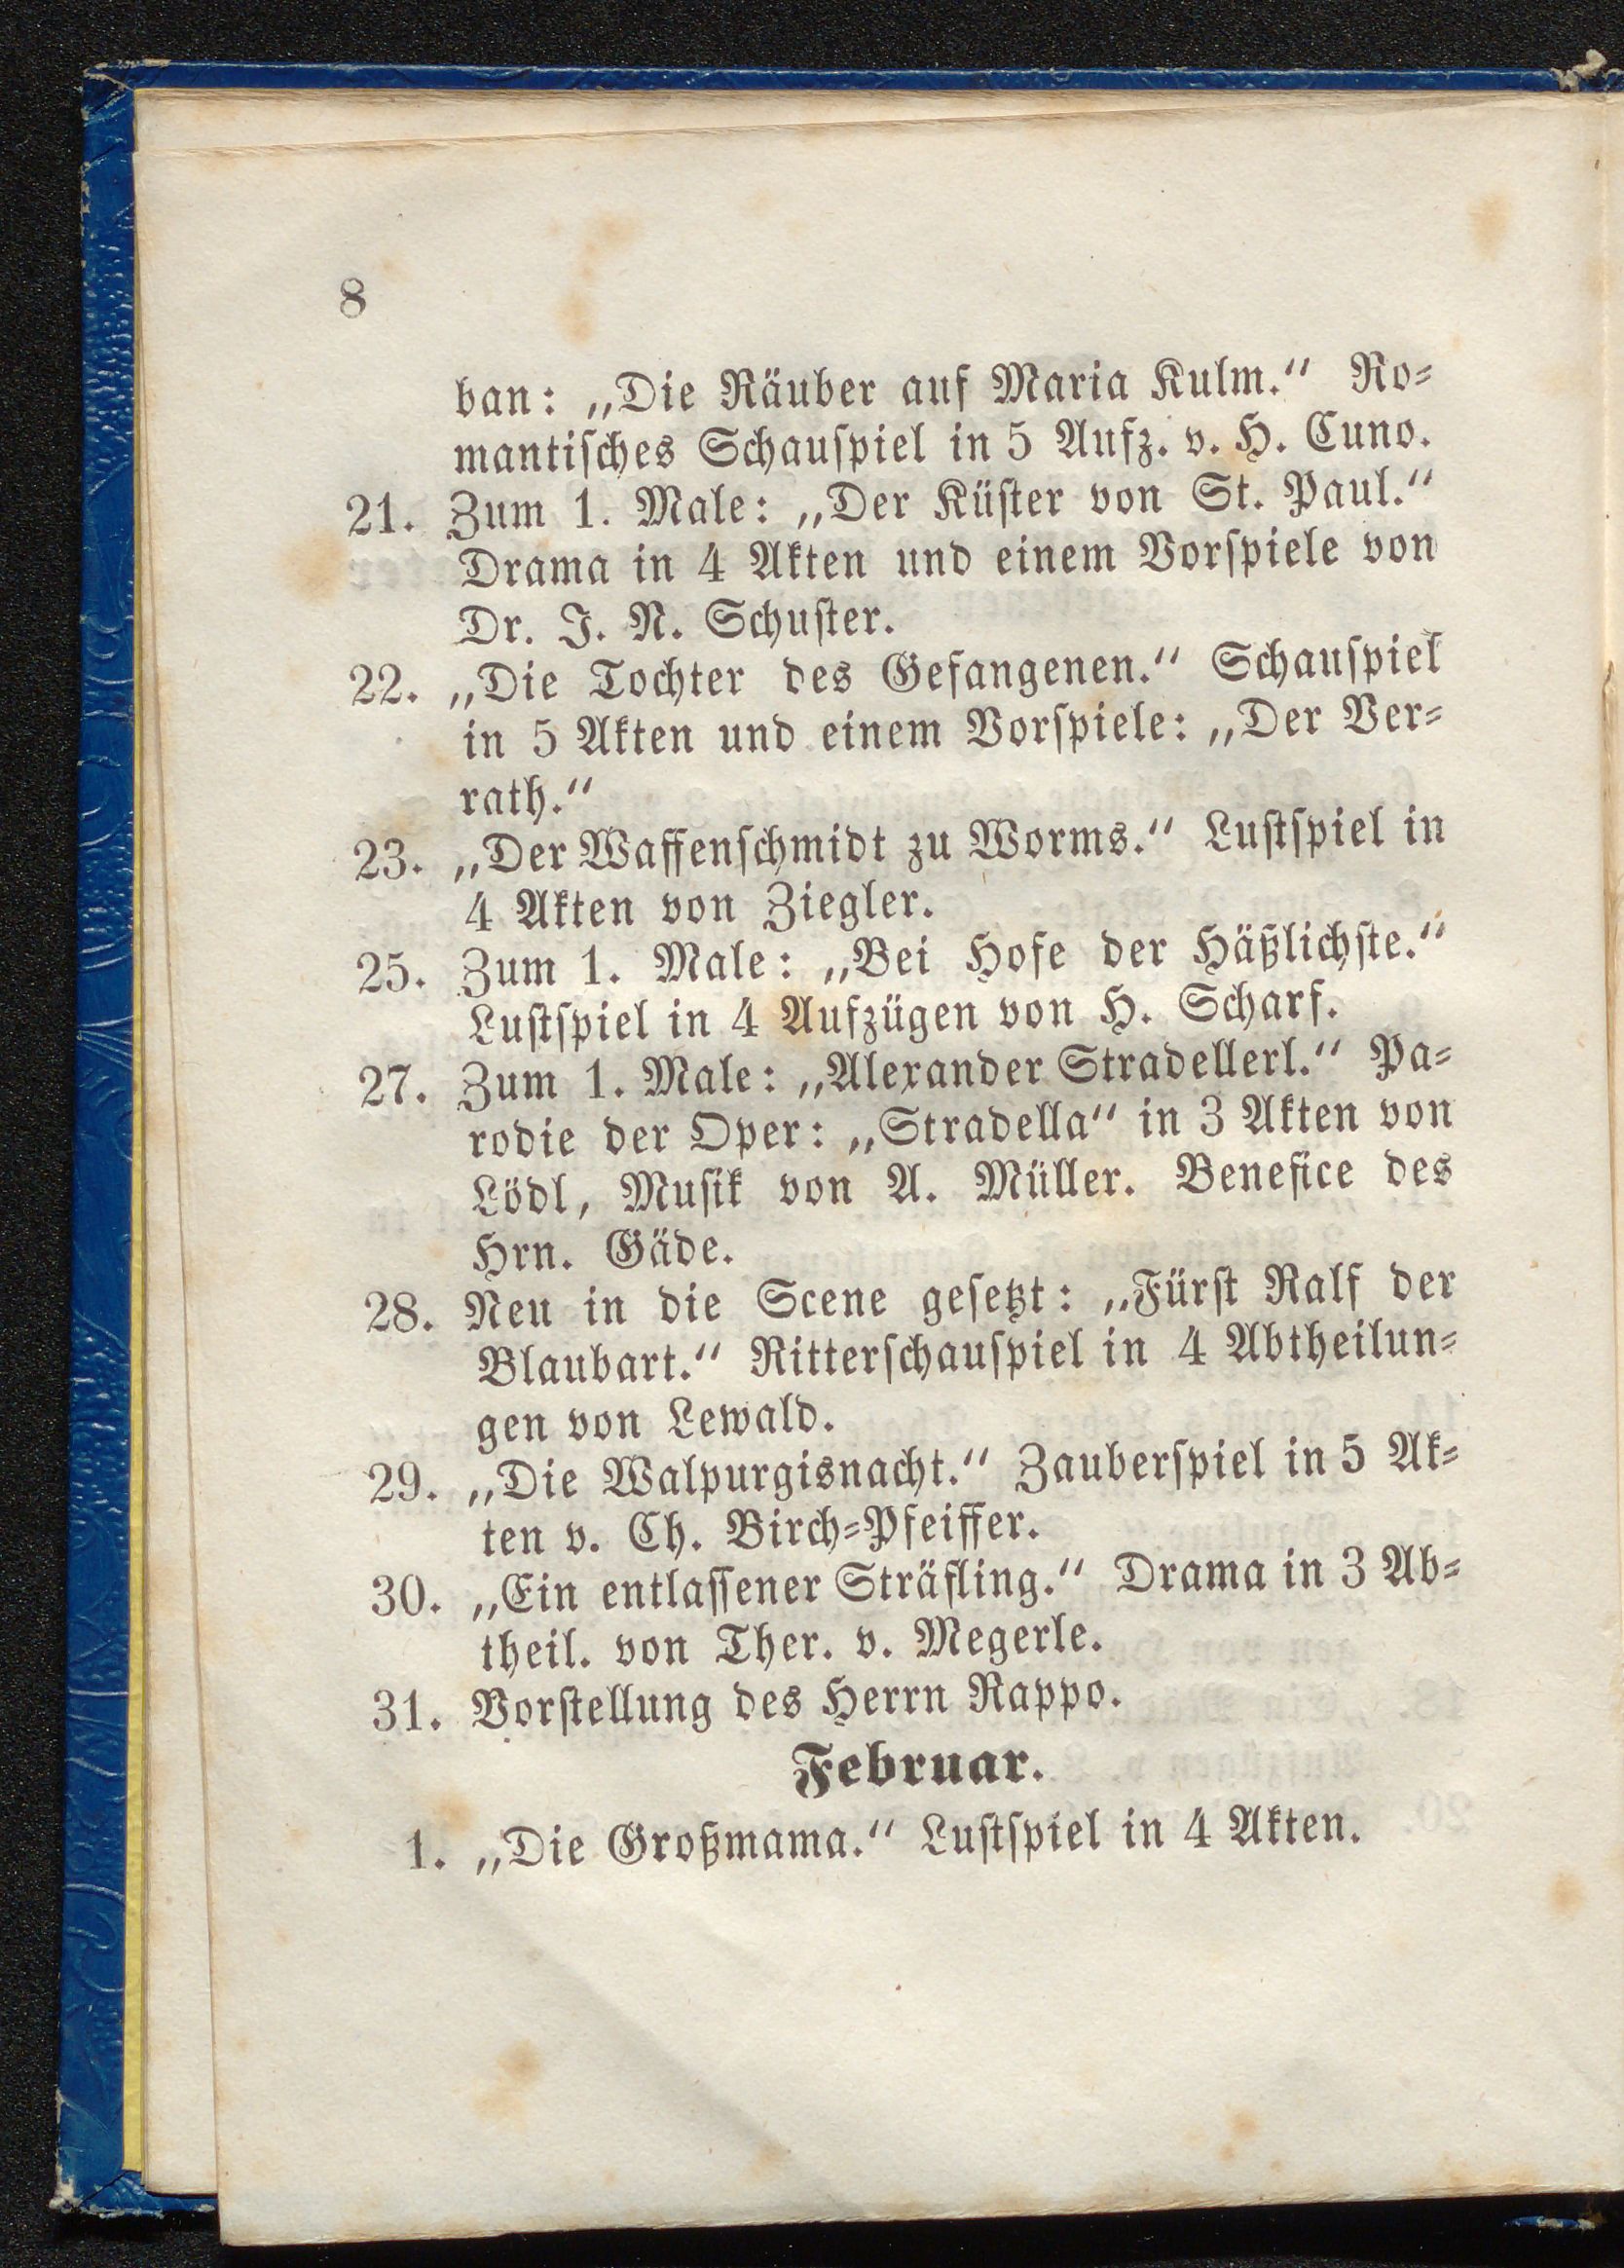 8
ban: „Die Räuber auf Maria Kulm.“ Ro=
mantisches Schauspiel in 5 Aufz. v. H. Cuno.
21. Zum 1. Male: „Der Küster von St. Paul.“
Drama in 4 Akten und einem Vorspiele von
Dr. J. N. Schuster.
22. „Die Tochter des Gefangenen.“ Schauspiel
in 5 Akten und einem Vorspiele: „Der Ver=
rath.“
23. „Der Waffenschmidt zu Worms.“ Lustspiel in
4 Akten von Ziegler.
25. Zum 1. Male: „Bei Hofe der Häßlichste.“
Lustspiel in 4 Aufzügen von H. Scharf.
27. Zum 1. Male: „Alexander Stradellerl.“ Pa=
rodie der Oper: „Stradella“ in 3 Akten von
Lödl, Musik von A. Müller. Benefice des
Hrn. Gäde.
28. Neu in die Scene gesetzt: „Fürst Ralf der
Blaubart.“ Ritterschauspiel in 4 Abtheilun=
gen von Lewald.
29. „Die Walpurgisnacht.“ Zauberspiel in 5 Ak=
ten v. Ch. Birch=Pfeiffer.
30. „Ein entlassener Sträfling.“ Drama in 3 Ab=
theil. von Ther. v. Megerle.
31. Vorstellung des Herrn Rappo.
Februar.
1. „Die Großmama.“ Lustspiel in 4 Akten.